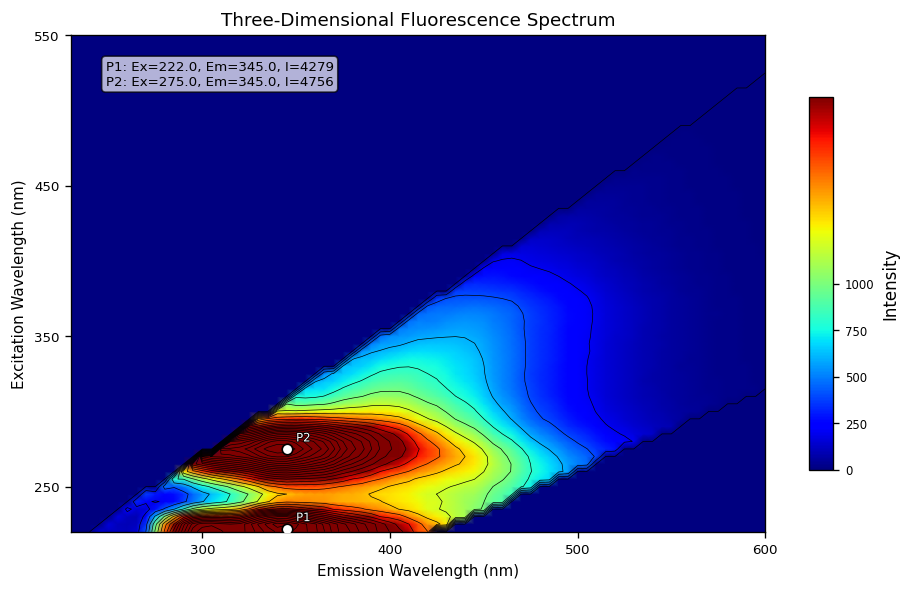 Three-Dimensional Fluorescence Spectrum
550
450
350
250
Excitation Wavelength (nm)
P1: Ex=222.0, Em=345.0, I=4279
P2: Ex=275.0, Em=345.0, I=4756
P2
P1
300
400
500
600
Emission Wavelength (nm)
1000
750
500
250
0
Intensity